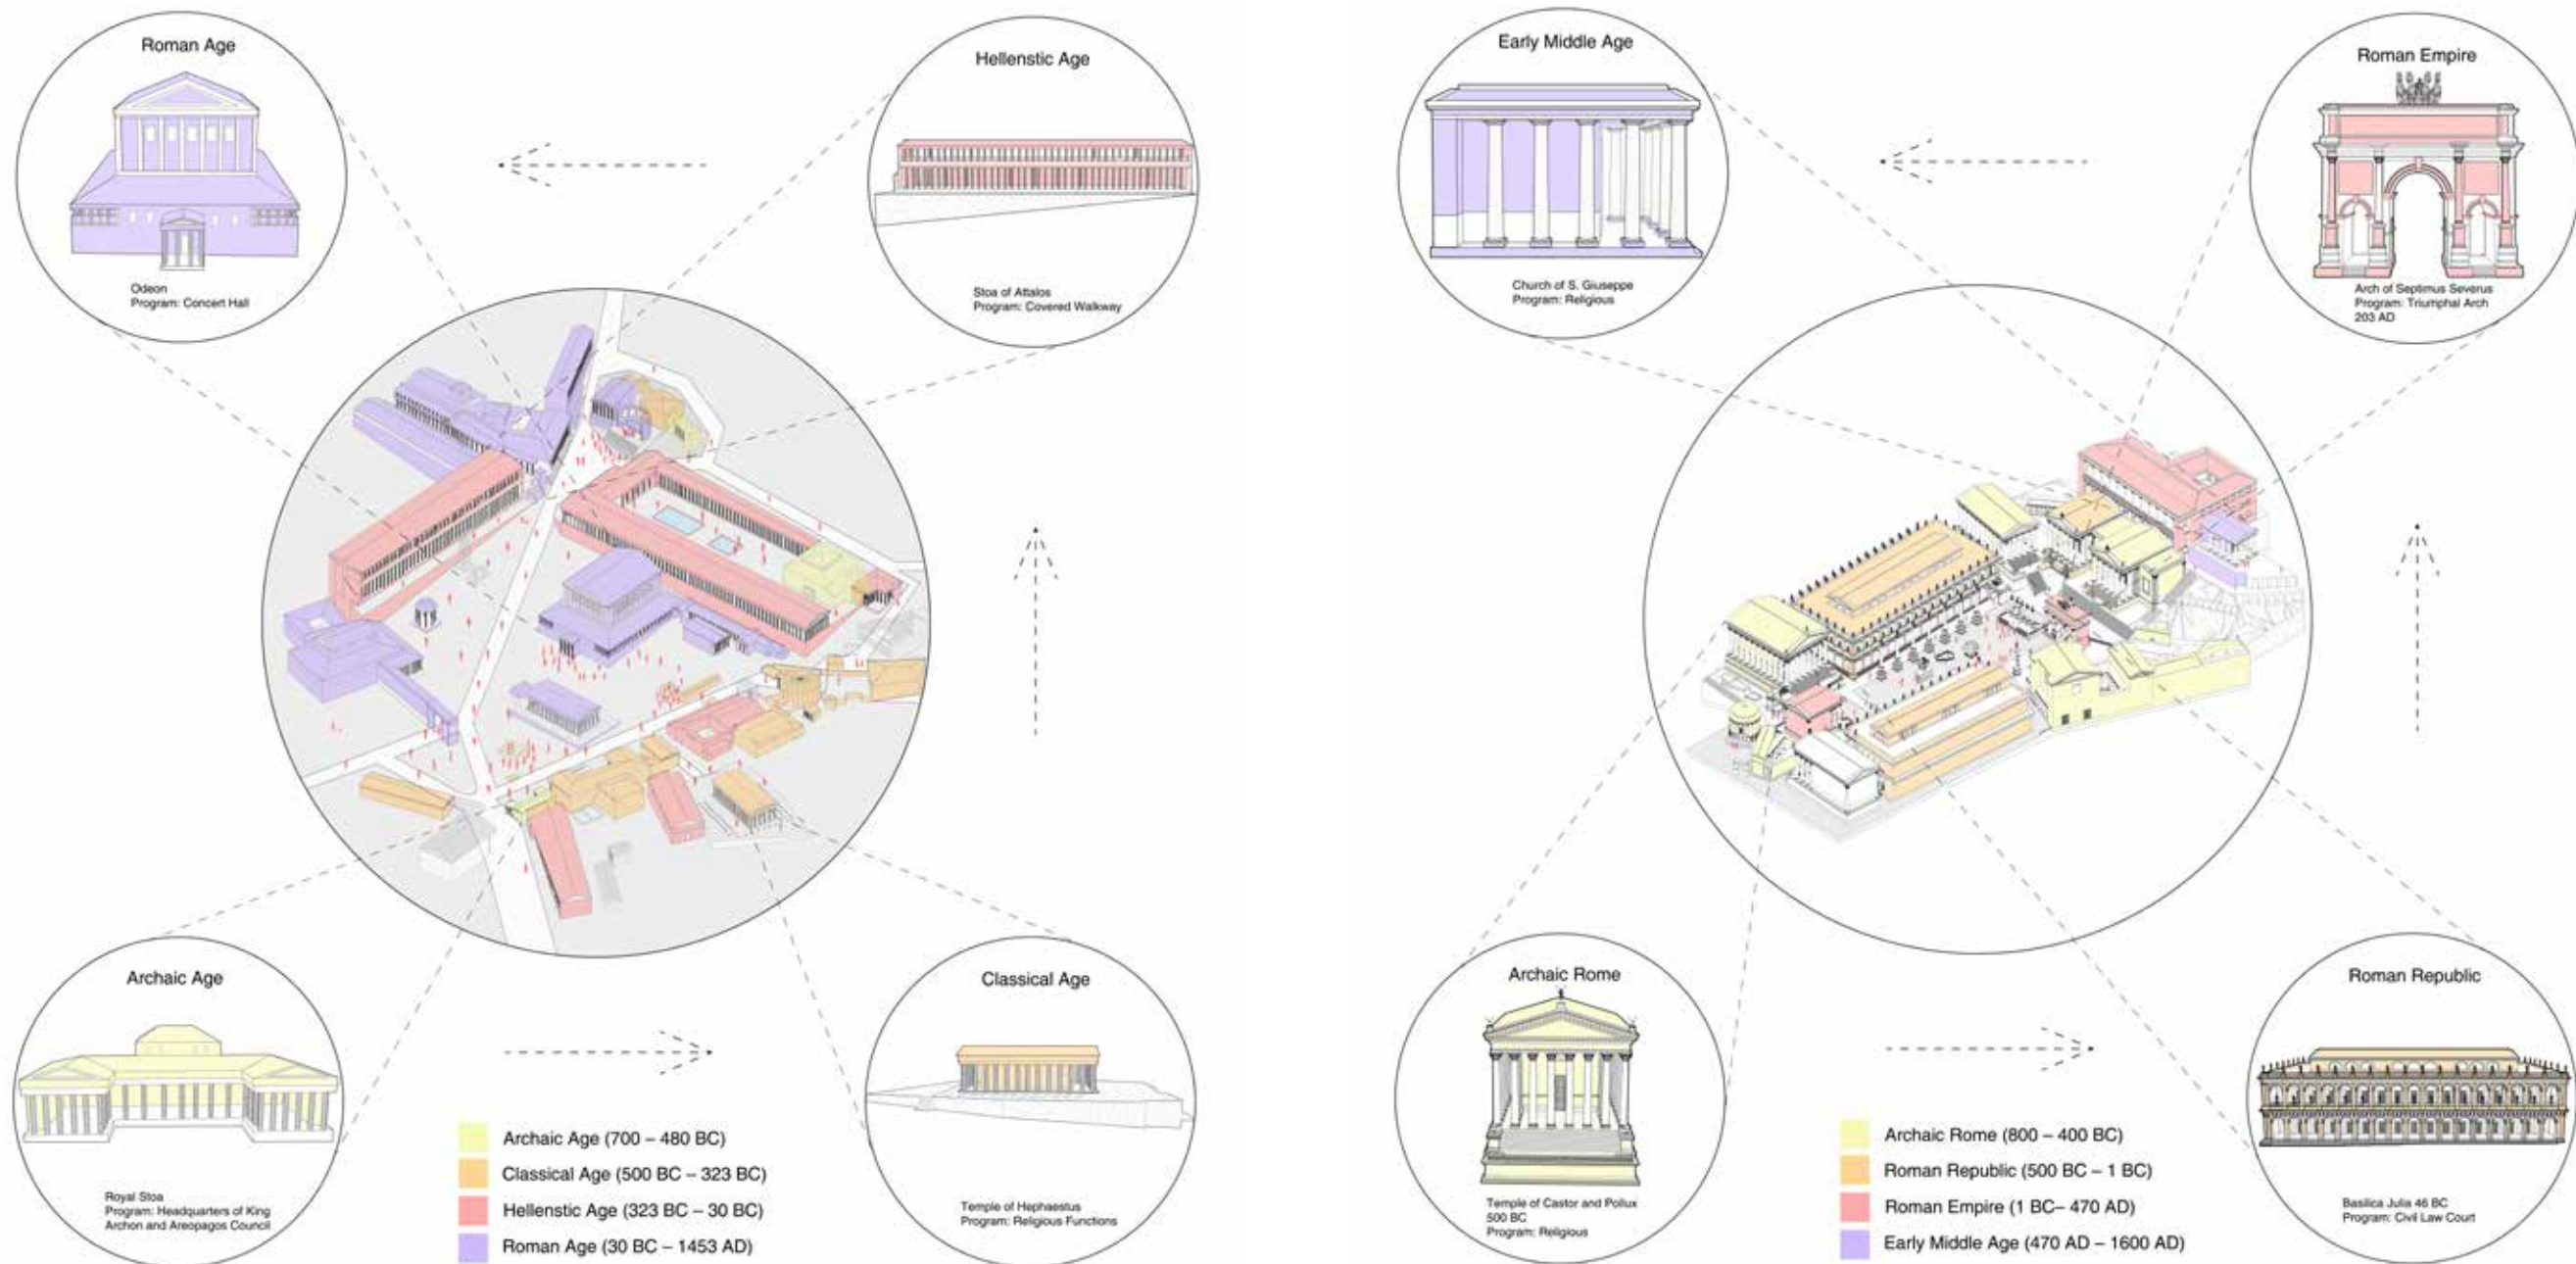 Roman Age
Odeon
Program: Concert Hall
Hellenstic Age
Stoa of Attalos
Program: Covered Walkway
Archaic Age
Royal Stoa
Program: Headquarters of King
Archon and Areopagos Council
Classical Age
Temple of Hephaestus
Program: Religious Functions
Archaic Age (700 – 480 BC)
Classical Age (500 BC – 323 BC)
Hellenstic Age (323 BC – 30 BC)
Roman Age (30 BC – 1453 AD)
Early Middle Age
Church of S. Giuseppe
Program: Religious
Roman Empire
Arch of Septimus Severus
Program: Triumphal Arch
203 AD
Archaic Rome
Temple of Castor and Pollux
500 BC
Program: Religious
Roman Republic
Basilica Julia 46 BC
Program: Civil Law Court
Archaic Rome (800 – 400 BC)
Roman Republic (500 BC – 1 BC)
Roman Empire (1 BC– 470 AD)
Early Middle Age (470 AD – 1600 AD)